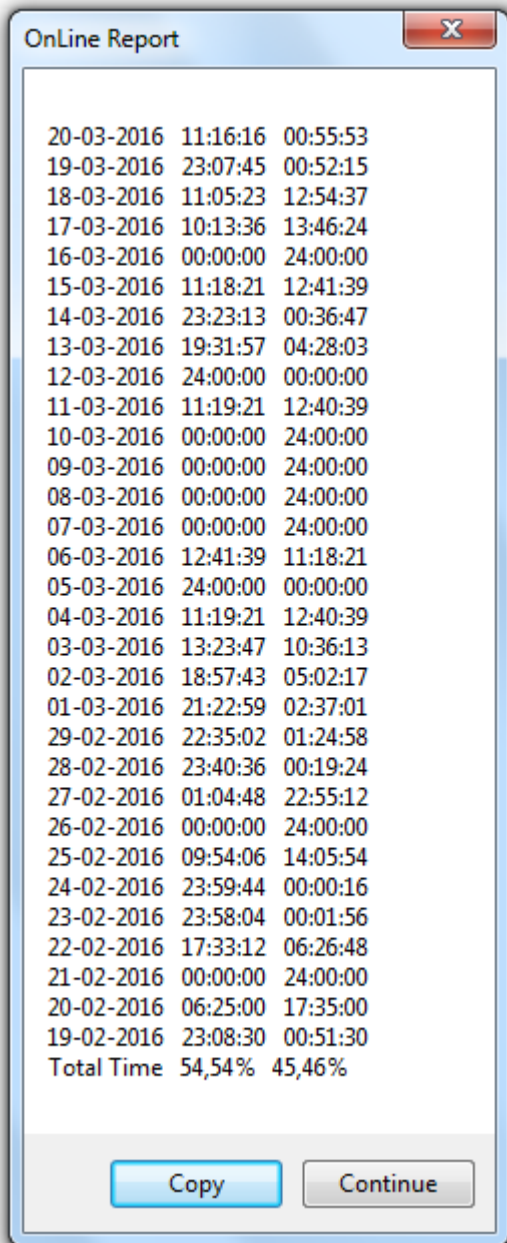 OnLine Report
20-03-2016 11:16:16 00:55:53
19-03-2016 23:07:45 00:52:15
18-03-2016 11:05:23 12:54:37
17-03-2016 10:13:36 13:46:24
16-03-2016 00:00:00 24:00:00
15-03-2016 11:18:21 12:41:39
14-03-2016 23:23:13 00:36:47
13-03-2016 19:31:57 04:28:03
12-03-2016 24:00:00 00:00:00
11-03-2016 11:19:21 12:40:39
10-03-2016 00:00:00 24:00:00
09-03-2016 00:00:00 24:00:00
08-03-2016 00:00:00 24:00:00
07-03-2016 00:00:00 24:00:00
06-03-2016 12:41:39 11:18:21
05-03-2016 24:00:00 00:00:00
04-03-2016 11:19:21 12:40:39
03-03-2016 13:23:47 10:36:13
02-03-2016 18:57:43 05:02:17
01-03-2016 21:22:59 02:37:01
29-02-2016 22:35:02 01:24:58
28-02-2016 23:40:36 00:19:24
27-02-2016 01:04:48 22:55:12
26-02-2016 00:00:00 24:00:00
25-02-2016 09:54:06 14:05:54
24-02-2016 23:59:44 00:00:16
23-02-2016 23:58:04 00:01:56
22-02-2016 17:33:12 06:26:48
21-02-2016 00:00:00 24:00:00
20-02-2016 06:25:00 17:35:00
19-02-2016 23:08:30 00:51:30
Total Time 54,54% 45,46%
Copy Continue